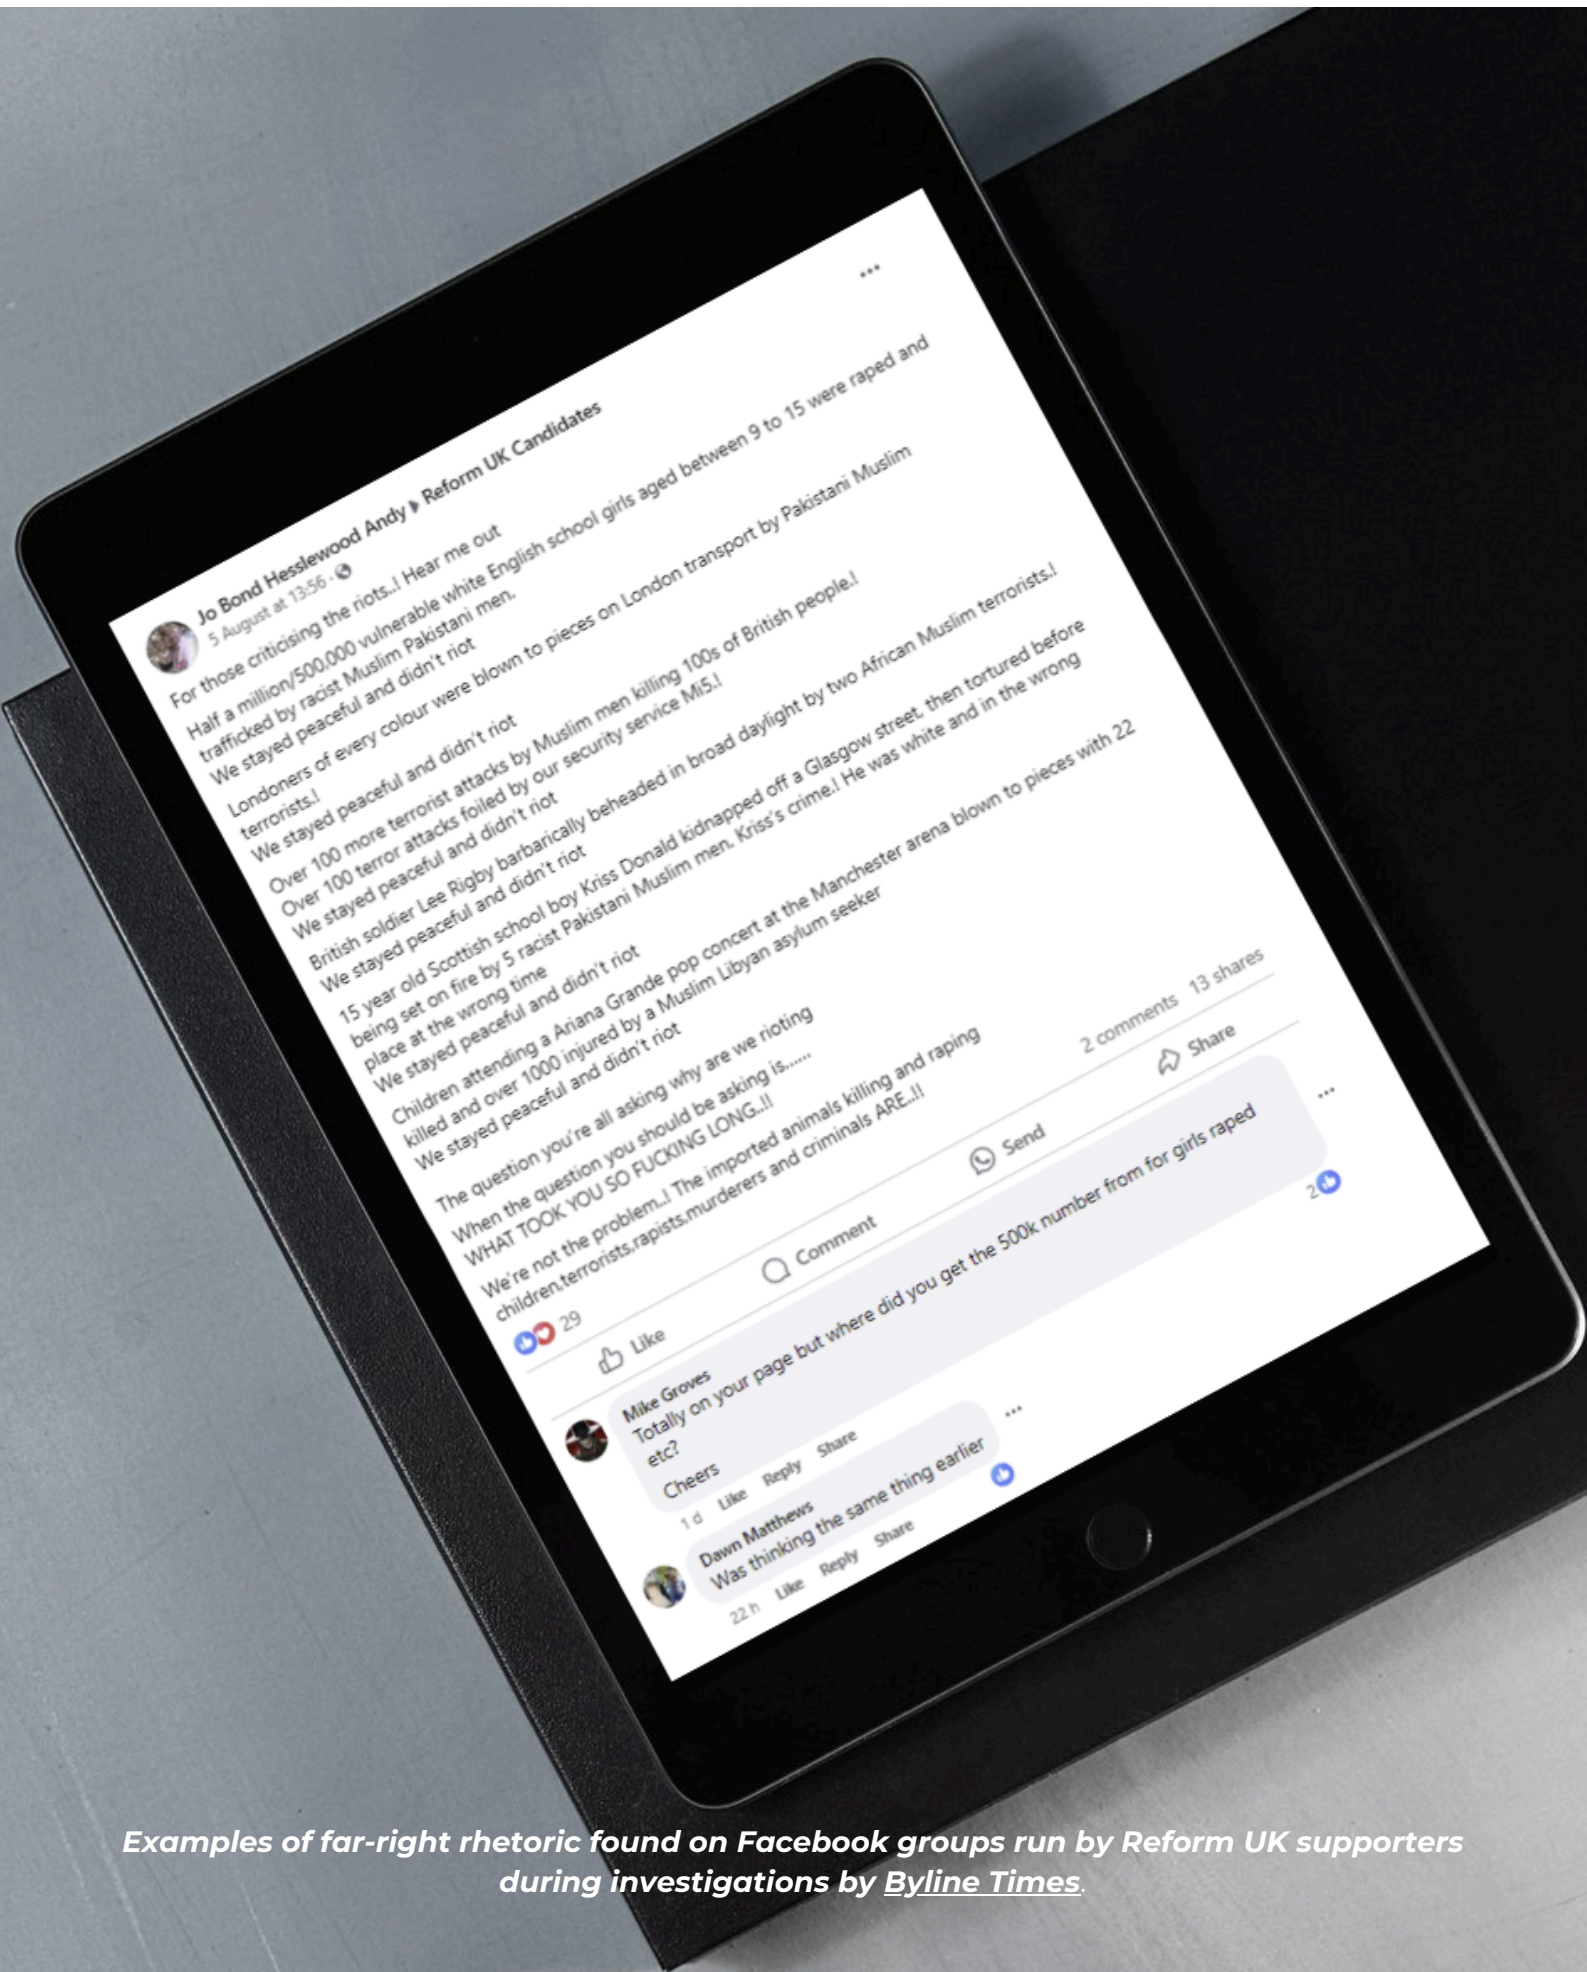 Jo Bond Hesslewood Andy ▸ Reform UK Candidates
5 August at 13:56 ·
For those criticising the riots..! Hear me out
Half a million/500,000 vulnerable white English school girls aged between 9 to 15 were raped and
trafficked by racist Muslim Pakistani men.
We stayed peaceful and didn't riot
Londoners of every colour were blown to pieces on London transport by Pakistani Muslim
terrorists.!
We stayed peaceful and didn't riot
Over 100 more terrorist attacks by Muslim men killing 100s of British people.!
Over 100 terror attacks foiled by our security service Mi5.!
We stayed peaceful and didn't riot
British soldier Lee Rigby barbarically beheaded in broad daylight by two African Muslim terrorists.!
We stayed peaceful and didn't riot
15 year old Scottish school boy Kriss Donald kidnapped off a Glasgow street, then tortured before
being set on fire by 5 racist Pakistani Muslim men. Kriss's crime.! He was white and in the wrong
place at the wrong time
We stayed peaceful and didn't riot
Children attending a Ariana Grande pop concert at the Manchester arena blown to pieces with 22
killed and over 1000 injured by a Muslim Libyan asylum seeker
We stayed peaceful and didn't riot
The question you're all asking why are we rioting
When the question you should be asking is......
WHAT TOOK YOU SO FUCKING LONG..!!
We're not the problem..! The imported animals killing and raping
children,terrorists,rapists,murderers and criminals ARE..!!
29
2 comments 13 shares
Like Comment Send Share
Mike Groves
Totally on your page but where did you get the 500k number from for girls raped
etc?
Cheers
1 d Like Reply Share
2
Dawn Matthews
Was thinking the same thing earlier
22 h Like Reply Share
Examples of far-right rhetoric found on Facebook groups run by Reform UK supporters
during investigations by Byline Times.